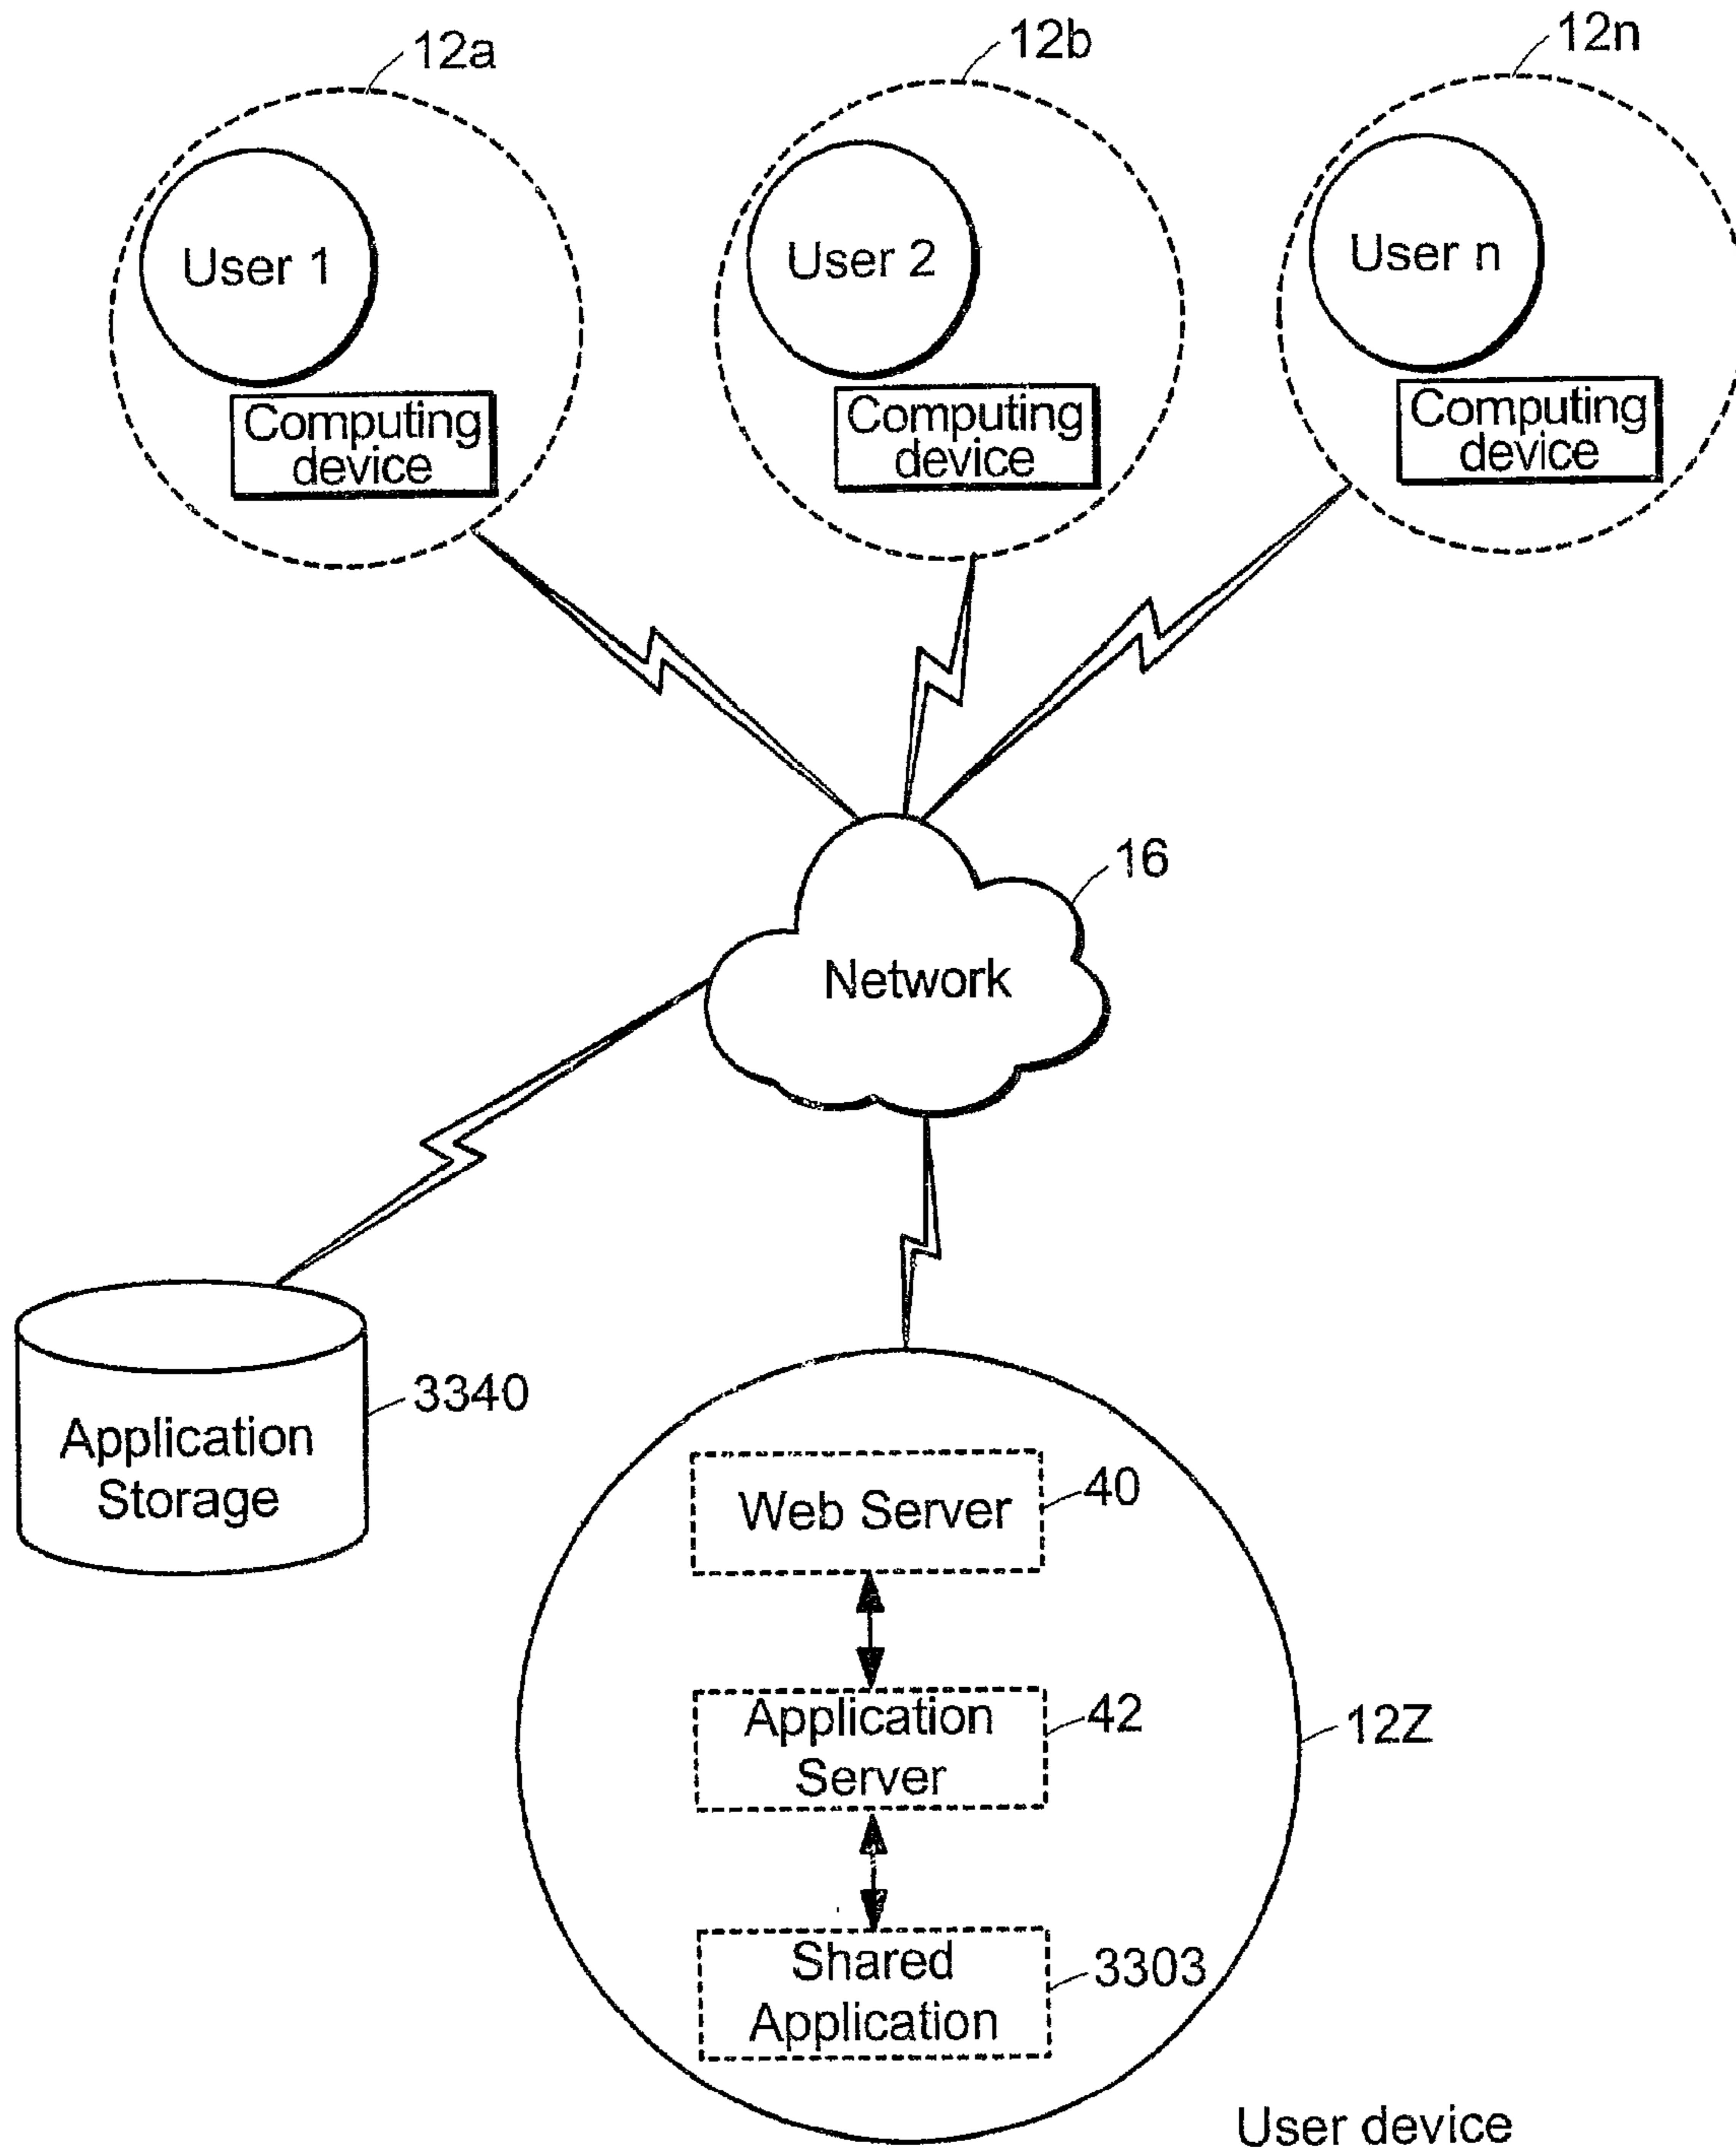 12a
12b
12n
User 1
User 2
User n
Computing
device
Computing
device
Computing
device
16
Network
3340
Application
Storage
Web Server
40
Application
Server
42
12Z
Shared
Application
3303
User device